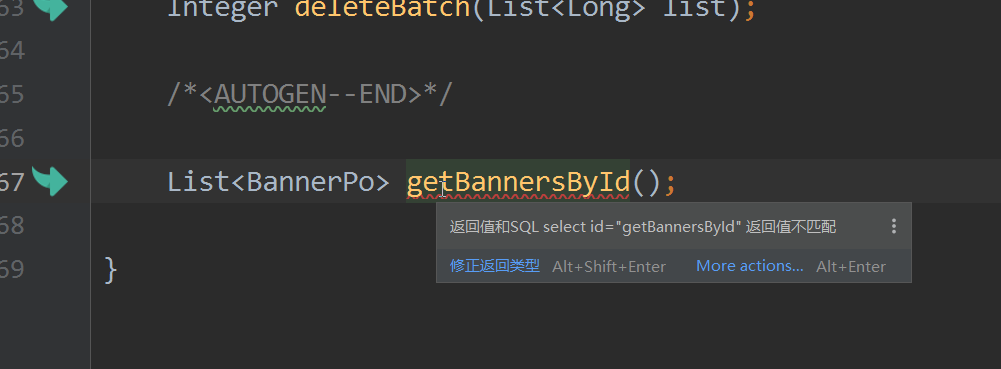 63 Integer deleteBatch(List<Long> list);
64
65 /*<AUTOGEN--END>*/
66
67 List<BannerPo> getBannersById();
68
返回值和SQL select id="getBannersById" 返回值不匹配
修正返回类型 Alt+Shift+Enter More actions... Alt+Enter
69 }